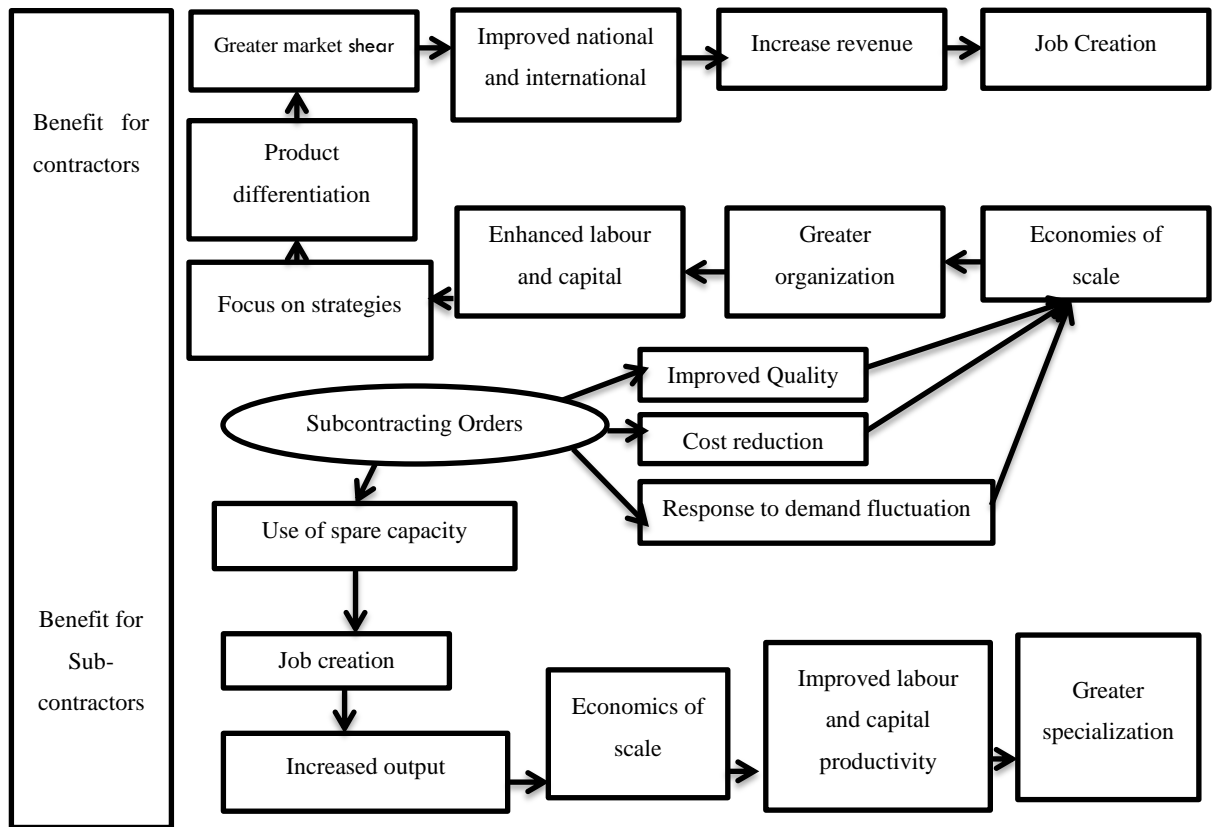 Benefit for
contractors
Benefit for
Sub-
contractors
Greater market shear
Improved national
and international
Increase revenue
Job Creation
Product
differentiation
Focus on strategies
Enhanced labour
and capital
Greater
organization
Economies of
scale
Improved Quality
Subcontracting Orders
Cost reduction
Response to demand fluctuation
Use of spare capacity
Job creation
Increased output
Economics of
scale
Improved labour
and capital
productivity
Greater
specialization